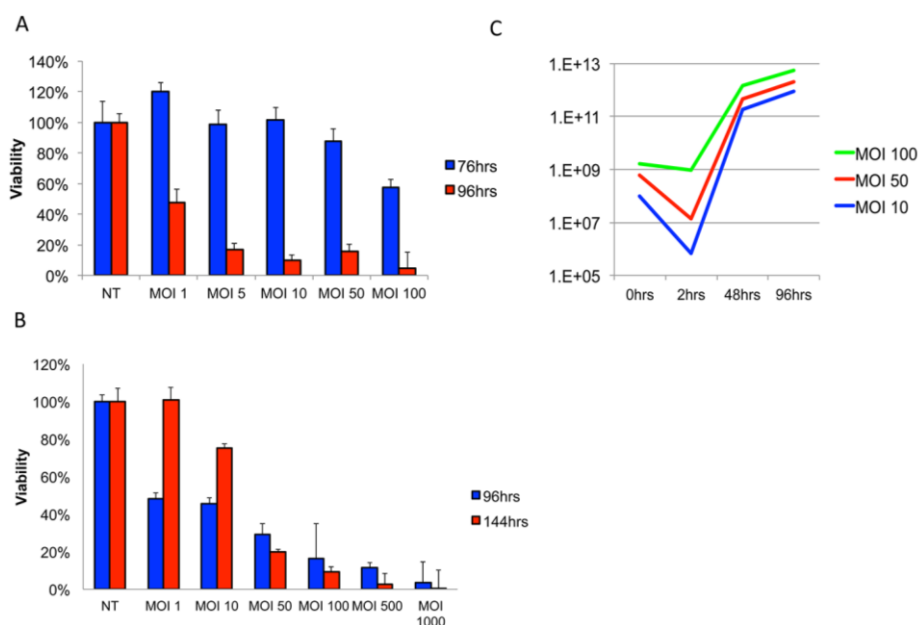 A
140%
120%
100%
80%
60%
40%
20%
0%
Viability
NT MOI 1 MOI 5 MOI 10 MOI 50 MOI 100
76hrs
96hrs
C
1.E+13
1.E+11
1.E+09
1.E+07
1.E+05
0hrs 2hrs 48hrs 96hrs
MOI 100
MOI 50
MOI 10
B
120%
100%
80%
60%
40%
20%
0%
Viability
NT MOI 1 MOI 10 MOI 50 MOI 100 MOI 500 MOI
1000
96hrs
144hrs